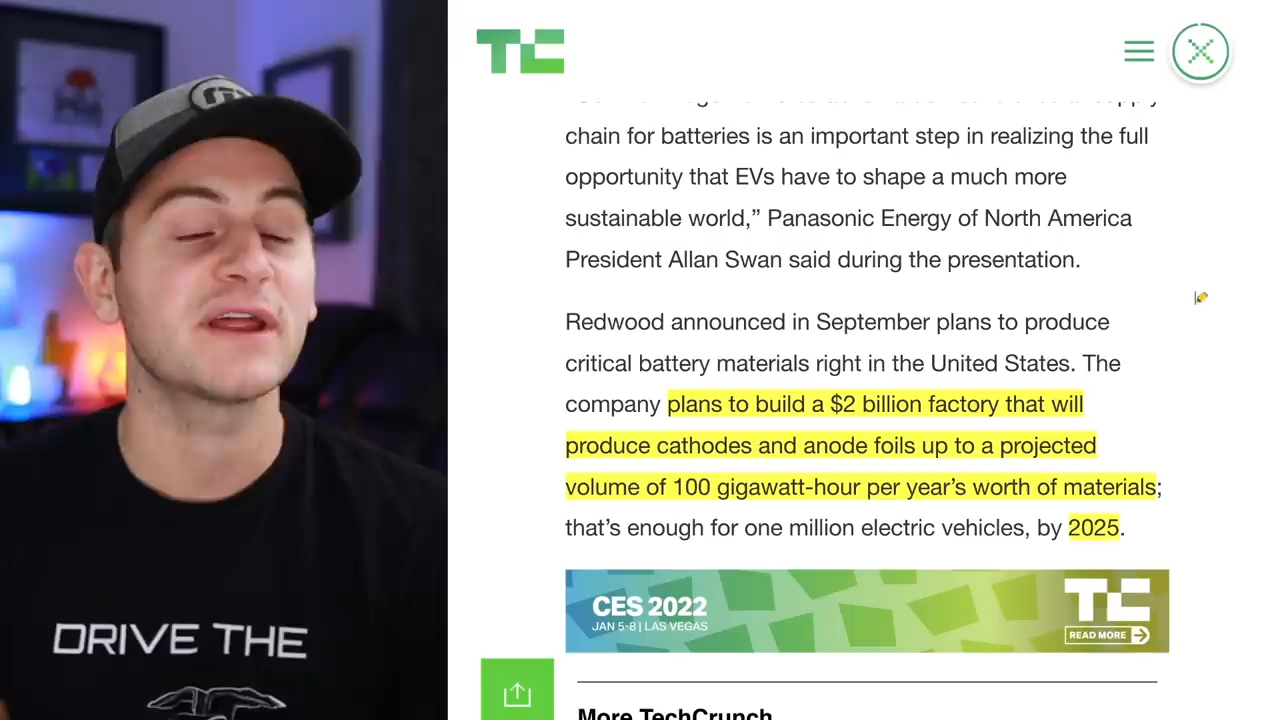 TC
chain for batteries is an important step in realizing the full
opportunity that EVs have to shape a much more
sustainable world,” Panasonic Energy of North America
President Allan Swan said during the presentation.
Redwood announced in September plans to produce
critical battery materials right in the United States. The
company plans to build a $2 billion factory that will
produce cathodes and anode foils up to a projected
volume of 100 gigawatt-hour per year’s worth of materials;
that’s enough for one million electric vehicles, by 2025.
CES 2022
JAN 5-8 | LAS VEGAS
TC
READ MORE
More TechCrunch
DRIVE THE